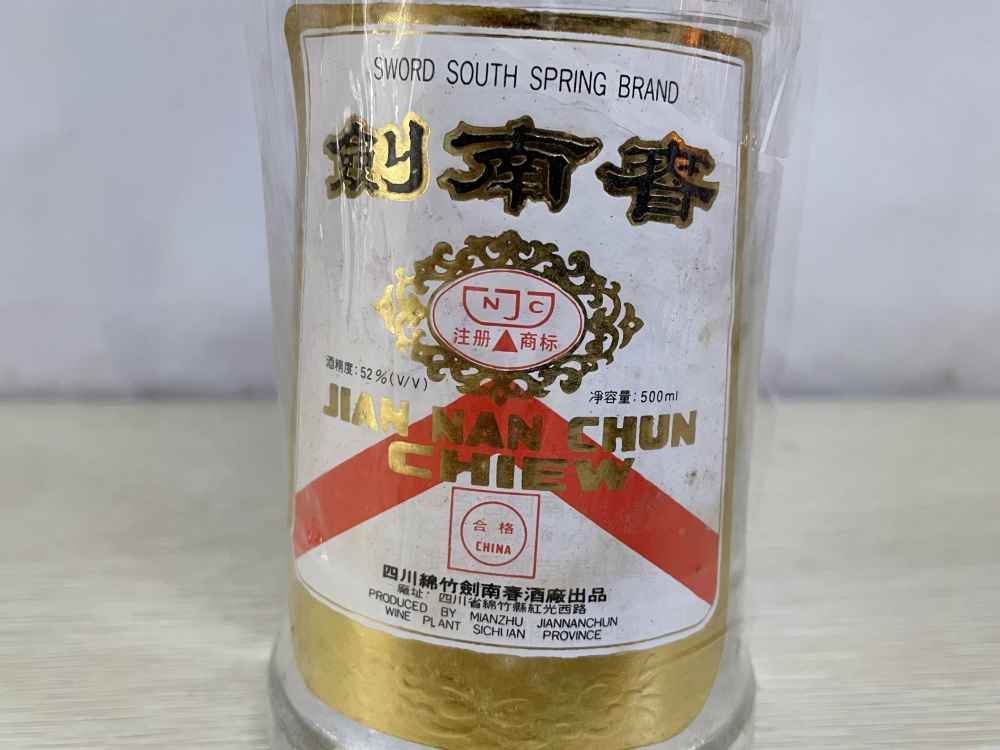 SWORD SOUTH SPRING BRAND
劍南春
NJC
注册 商标
酒精度: 52%(V/V)
净容量: 500ml
JIAN NAN CHUN
CHIEW
合格
CHINA
四川綿竹劍南春酒廠出品
廠址: 四川省綿竹縣紅光西路
PRODUCED BY MIANZHU JIANNANCHUN
WINE PLANT SICHUAN PROVINCE